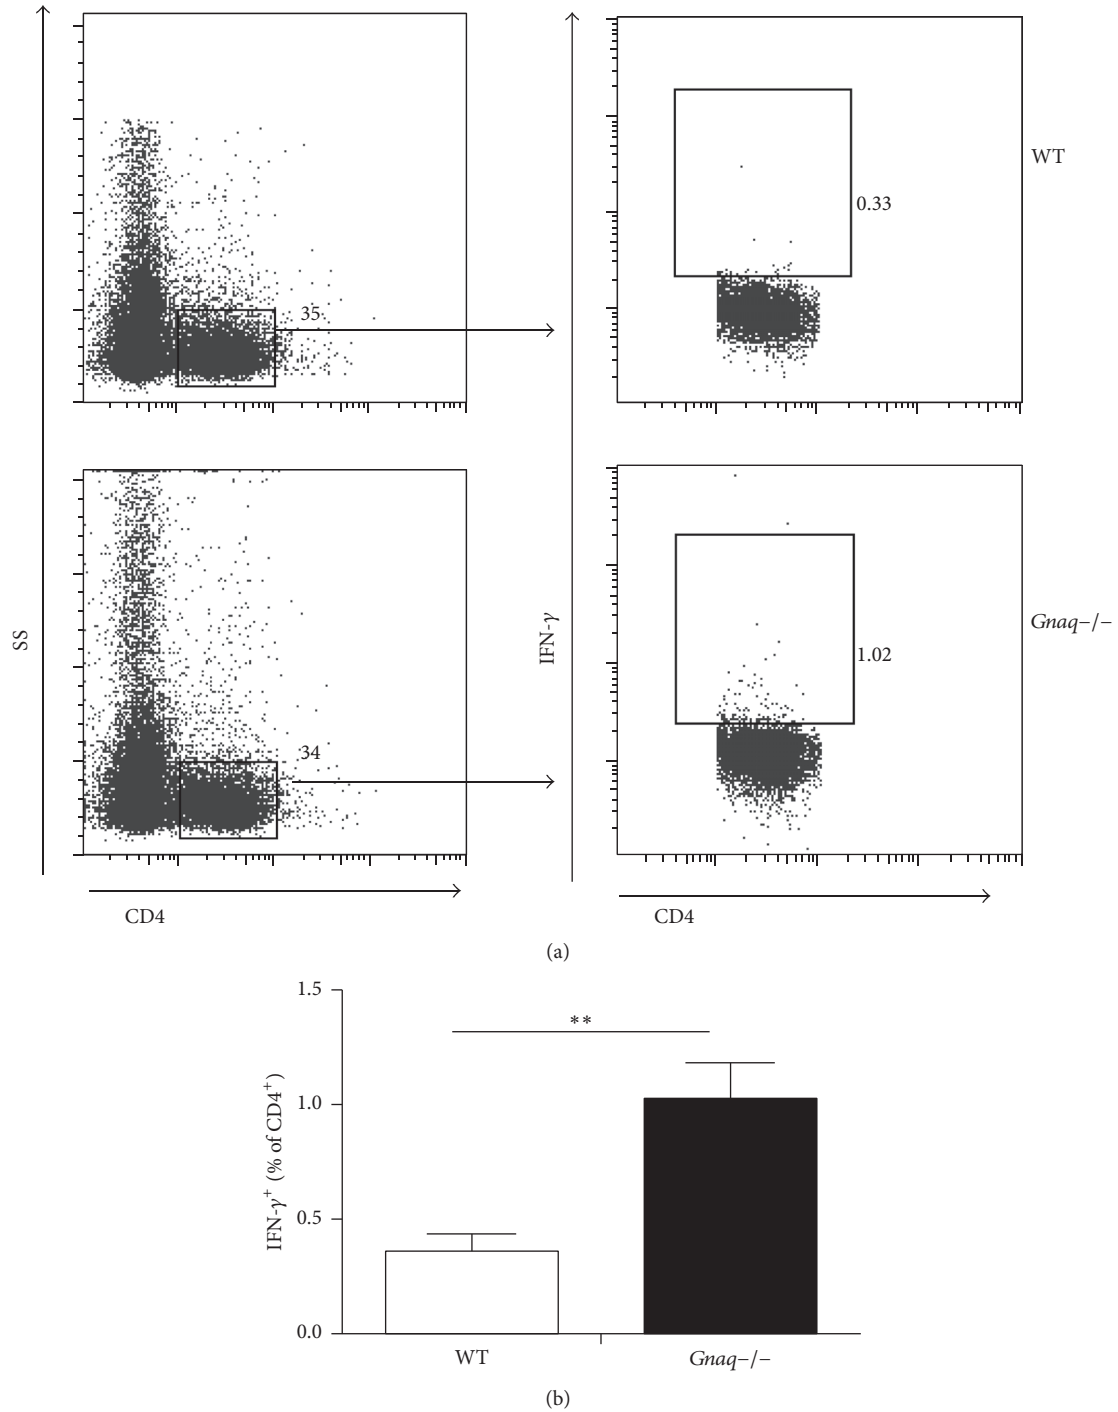 WT
0.33
35
SS
IFN-γ
Gnaq−/−
1.02
34
CD4
CD4
(a)
1.5
**
1.0
IFN-γ⁺ (% of CD4⁺)
0.5
0.0
WT
Gnaq−/−
(b)